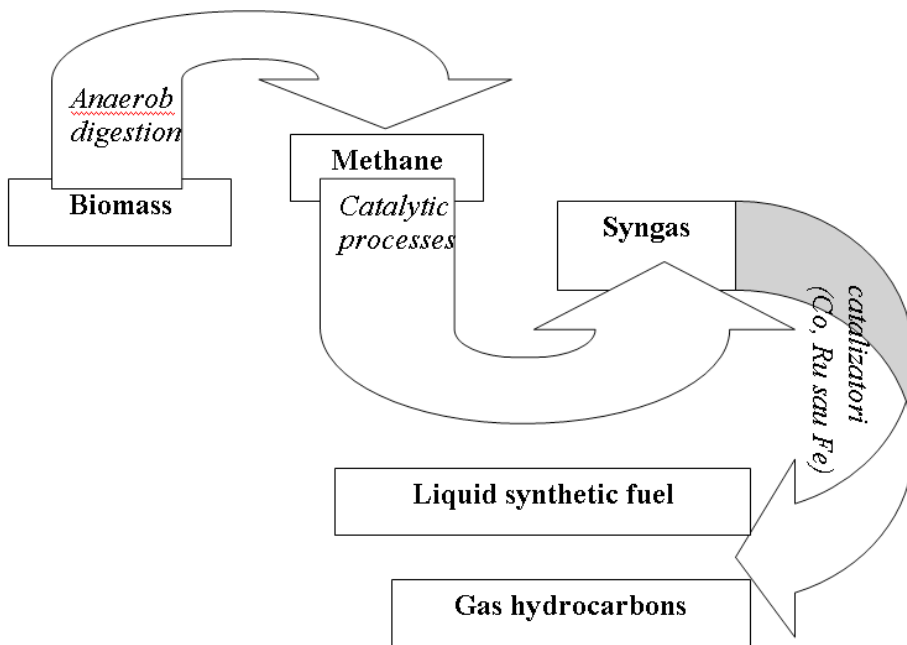 Anaerob
digestion
Biomass
Methane
Catalytic
processes
Syngas
catalizatori
(Co, Ru sau Fe)
Liquid synthetic fuel
Gas hydrocarbons